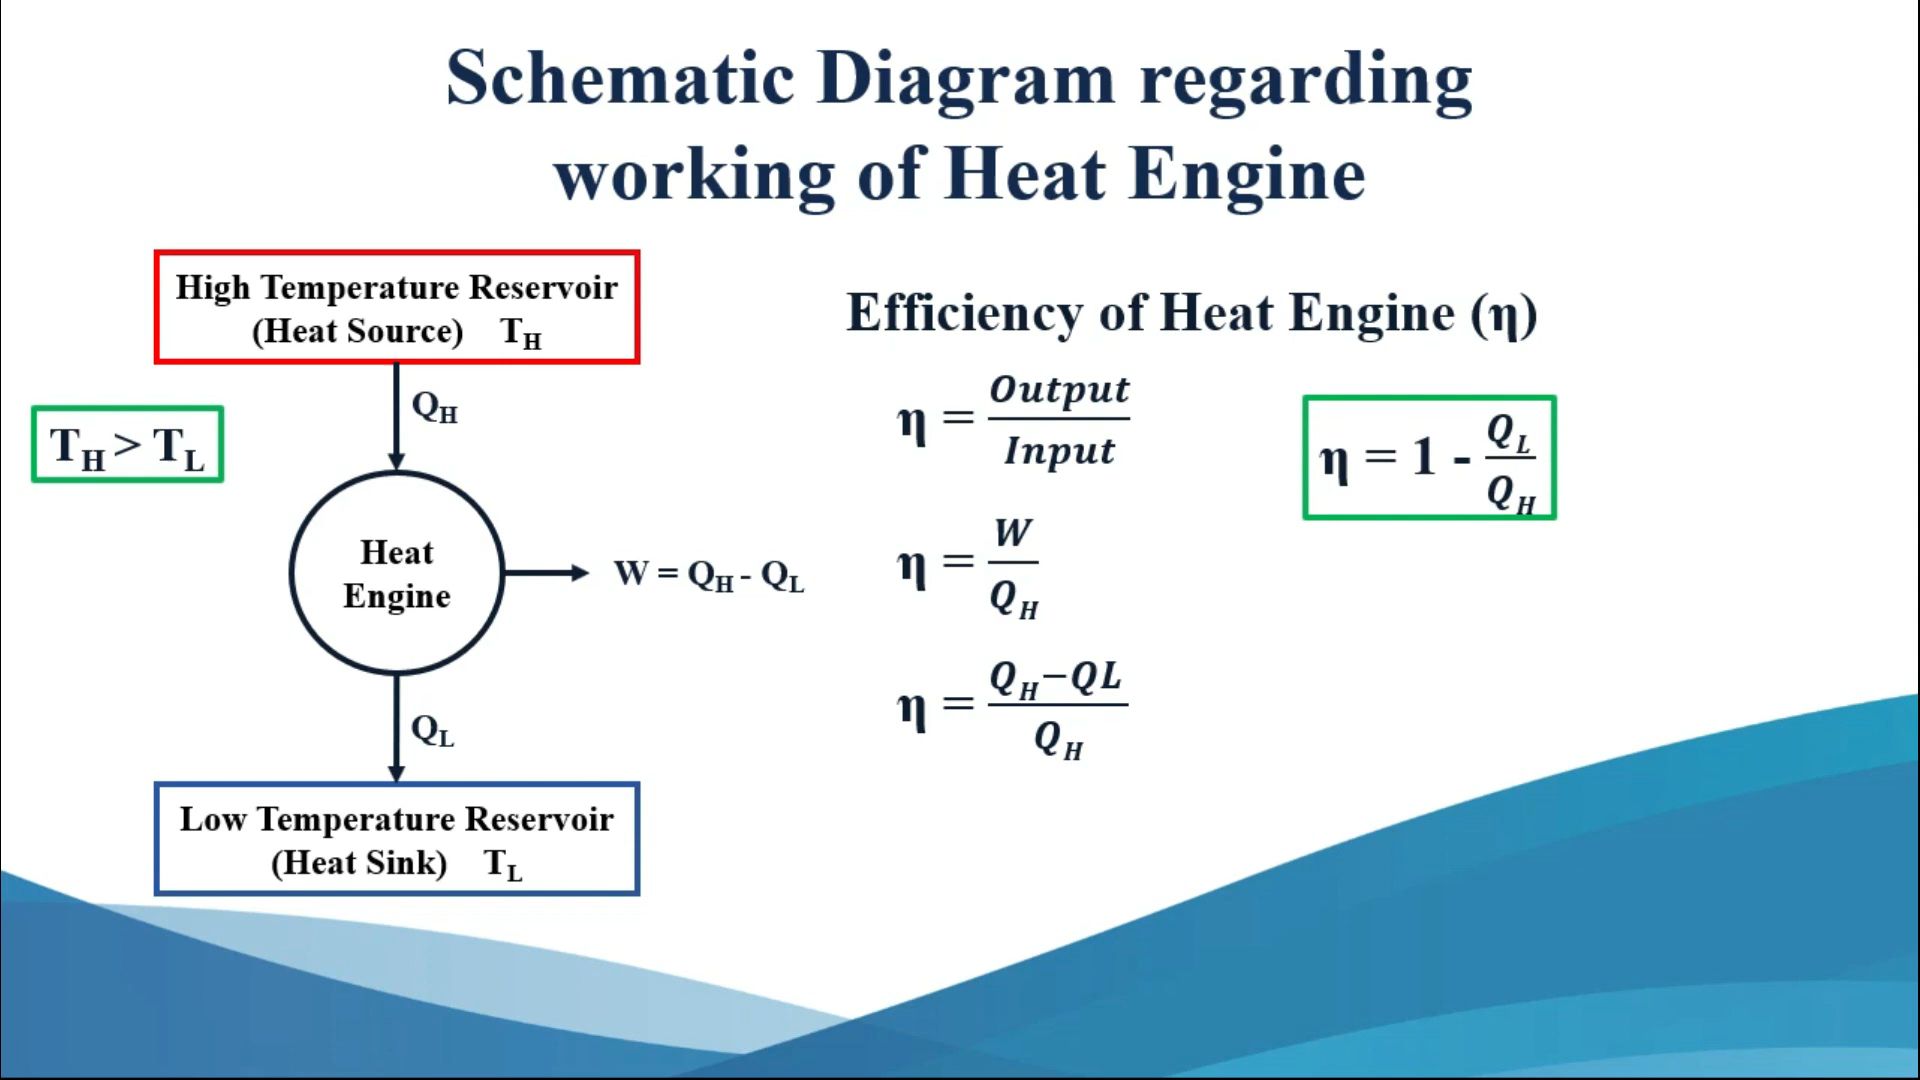 Schematic Diagram regarding
working of Heat Engine
High Temperature Reservoir
(Heat Source) T_H
Q_H
T_H > T_L
Heat
Engine
W = Q_H - Q_L
Q_L
Low Temperature Reservoir
(Heat Sink) T_L
Efficiency of Heat Engine (η)
η = Output/Input
η = W/Q_H
η = (Q_H−QL)/Q_H
η = 1 - Q_L/Q_H